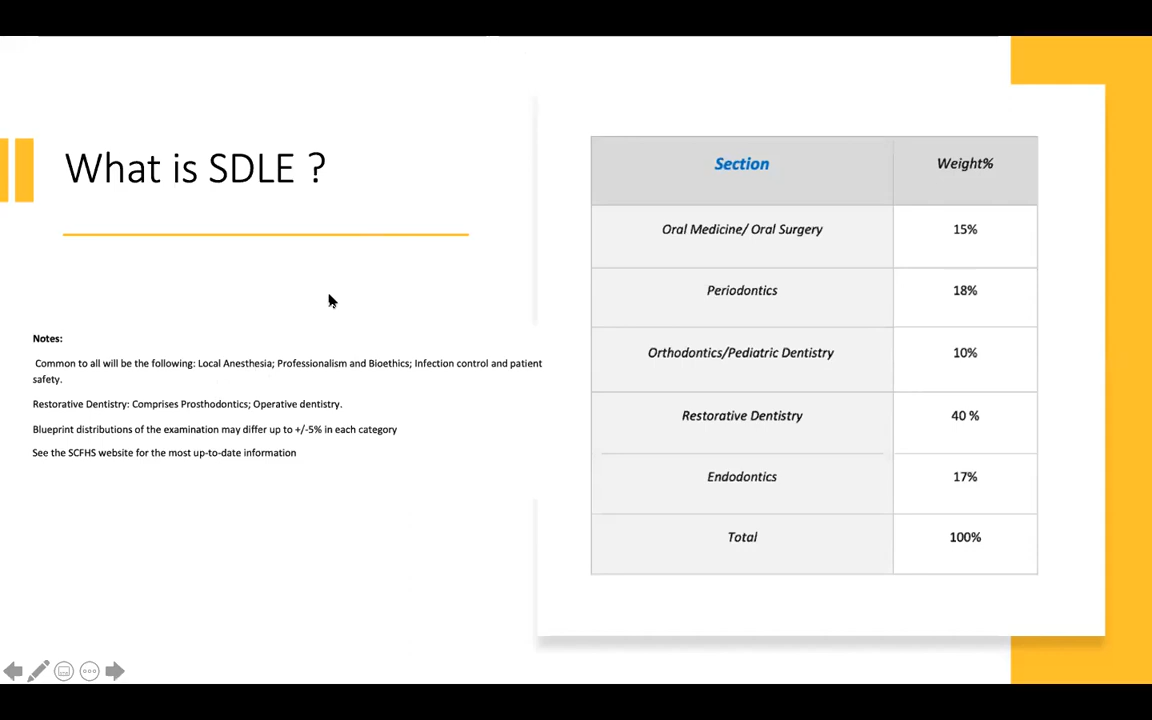 What is SDLE ?
Notes:
Common to all will be the following: Local Anesthesia; Professionalism and Bioethics; Infection control and patient
safety.
Restorative Dentistry: Comprises Prosthodontics; Operative dentistry.
Blueprint distributions of the examination may differ up to +/-5% in each category
See the SCFHS website for the most up-to-date information
Section Weight%
Oral Medicine/ Oral Surgery 15%
Periodontics 18%
Orthodontics/Pediatric Dentistry 10%
Restorative Dentistry 40 %
Endodontics 17%
Total 100%